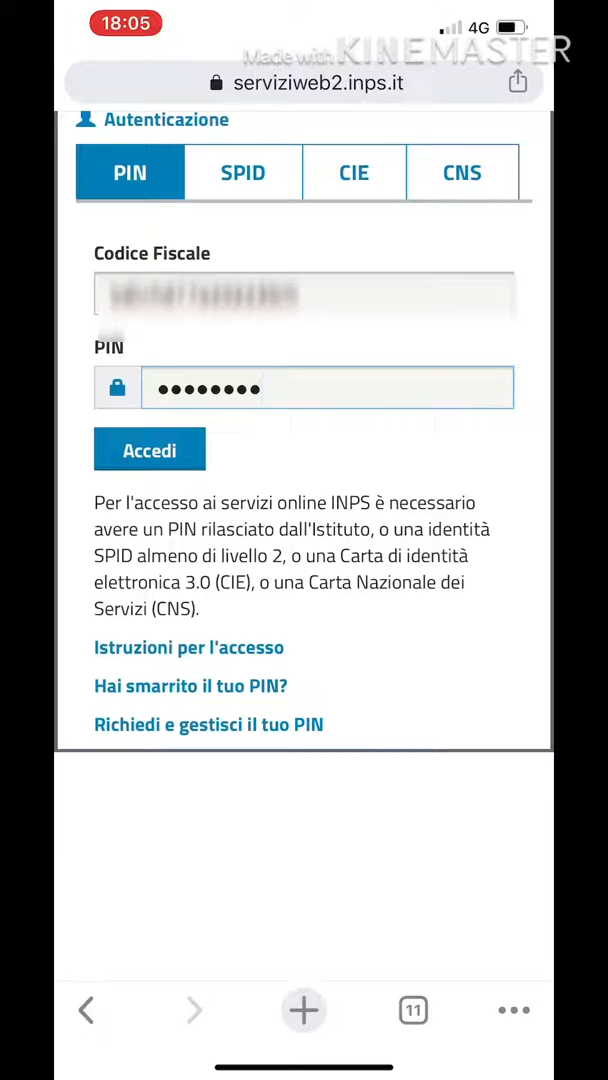 18:05
4G
Made with KINEMASTER
serviziweb2.inps.it
Autenticazione
PIN
SPID
CIE
CNS
Codice Fiscale
PIN
••••••••
Accedi
Per l'accesso ai servizi online INPS è necessario
avere un PIN rilasciato dall'Istituto, o una identità
SPID almeno di livello 2, o una Carta di identità
elettronica 3.0 (CIE), o una Carta Nazionale dei
Servizi (CNS).
Istruzioni per l'accesso
Hai smarrito il tuo PIN?
Richiedi e gestisci il tuo PIN
11